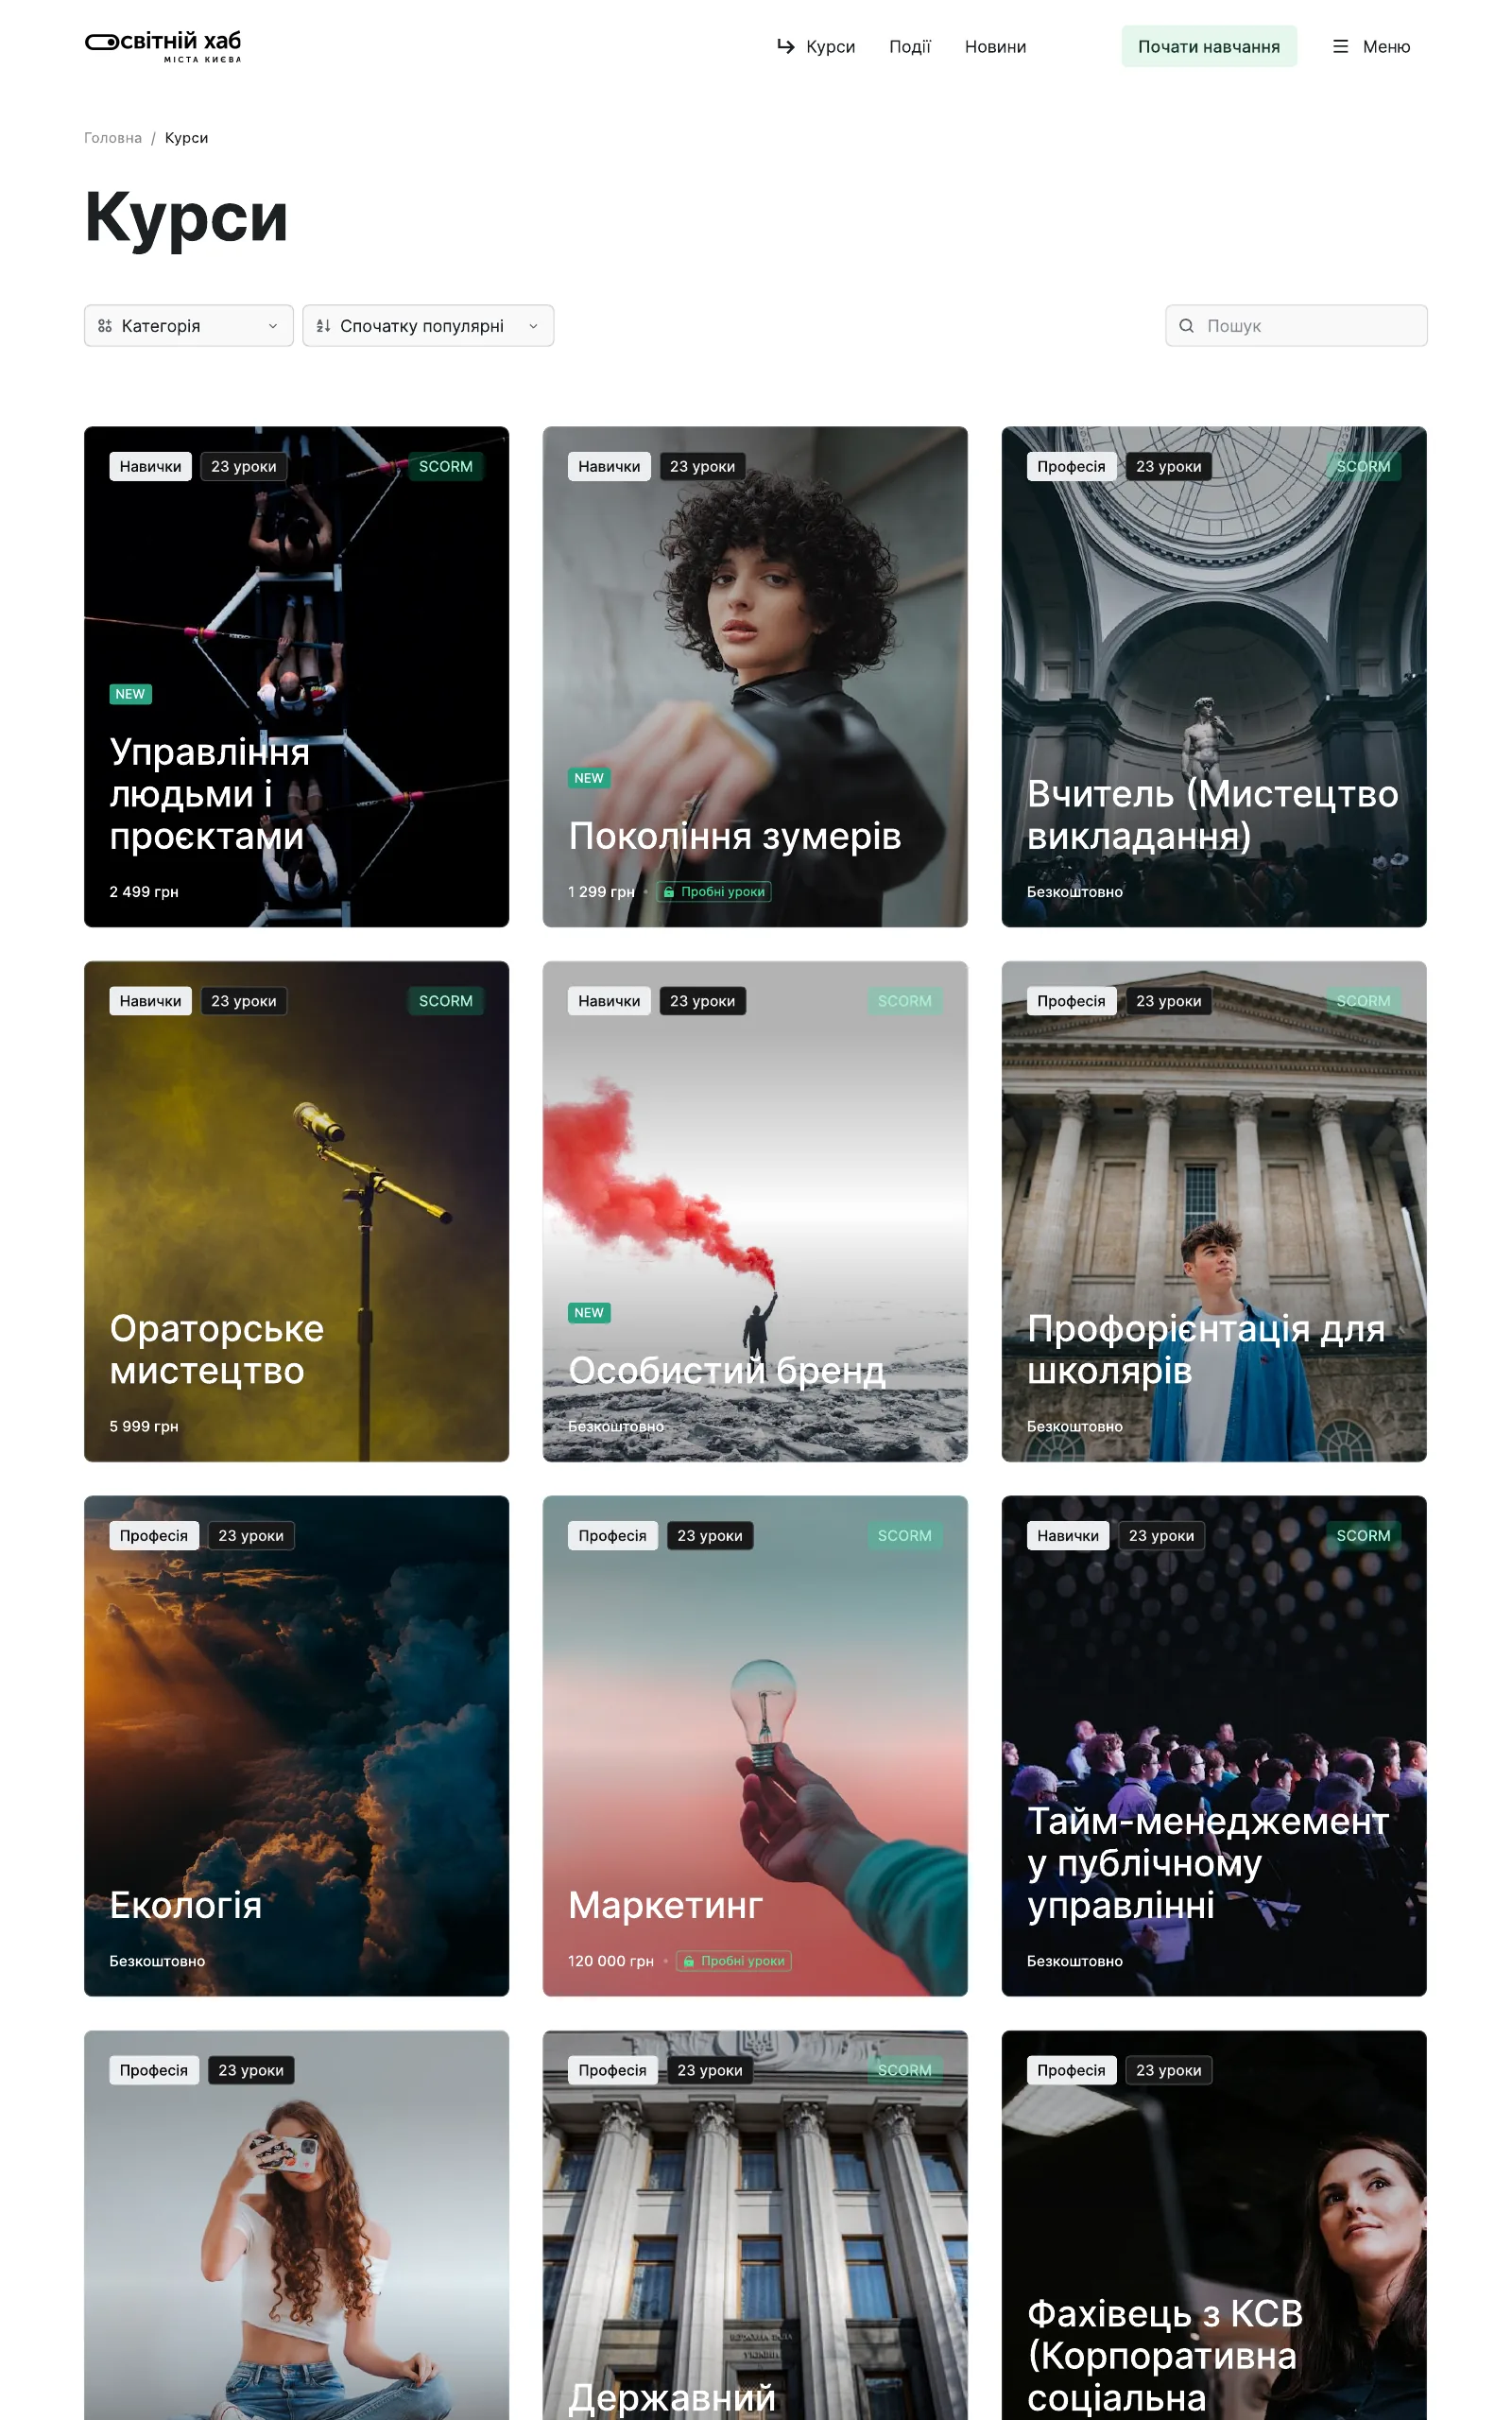 Освітній хаб
МІСТА КИЄВА
Курси
Події
Новини
Почати навчання
Меню
Головна / Курси
Курси
Категорія
Спочатку популярні
Пошук
Навички
23 уроки
SCORM
NEW
Управління
людьми і
проєктами
2 499 грн
Навички
23 уроки
NEW
Покоління зумерів
1 299 грн • Пробні уроки
Професія
23 уроки
SCORM
Вчитель (Мистецтво
викладання)
Безкоштовно
Навички
23 уроки
SCORM
Ораторське
мистецтво
5 999 грн
Навички
23 уроки
SCORM
NEW
Особистий бренд
Безкоштовно
Професія
23 уроки
SCORM
Профорієнтація для
школярів
Безкоштовно
Професія
23 уроки
Екологія
Безкоштовно
Професія
23 уроки
SCORM
Маркетинг
120 000 грн • Пробні уроки
Навички
23 уроки
SCORM
Тайм-менеджемент
у публічному
управлінні
Безкоштовно
Професія
23 уроки
Професія
23 уроки
SCORM
Державний
Професія
23 уроки
Фахівець з КСВ
(Корпоративна
соціальна